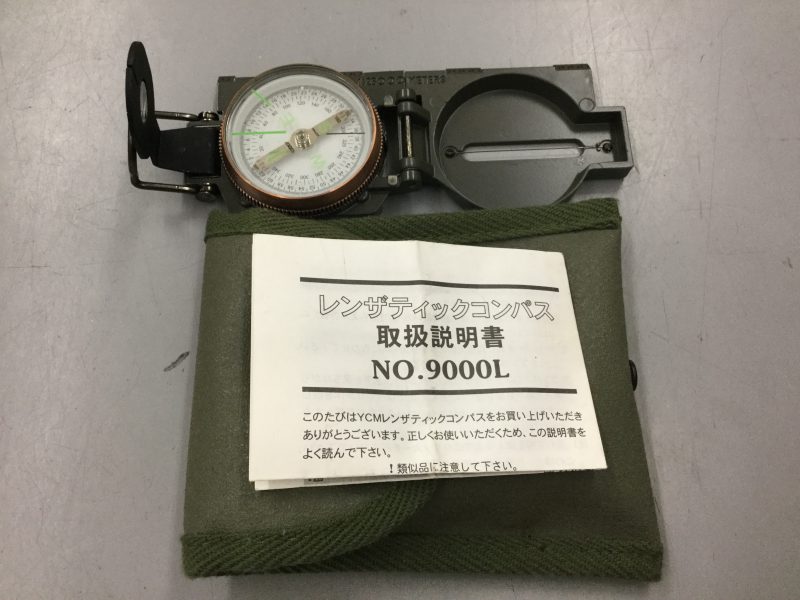 METERS
レンザティックコンパス
取扱説明書
NO.9000L
このたびはYCMレンザティックコンパスをお買い上げいただき
ありがとうございます。正しくお使いいただくため、この説明書を
よく読んで下さい。
!類似品に注意して下さい。